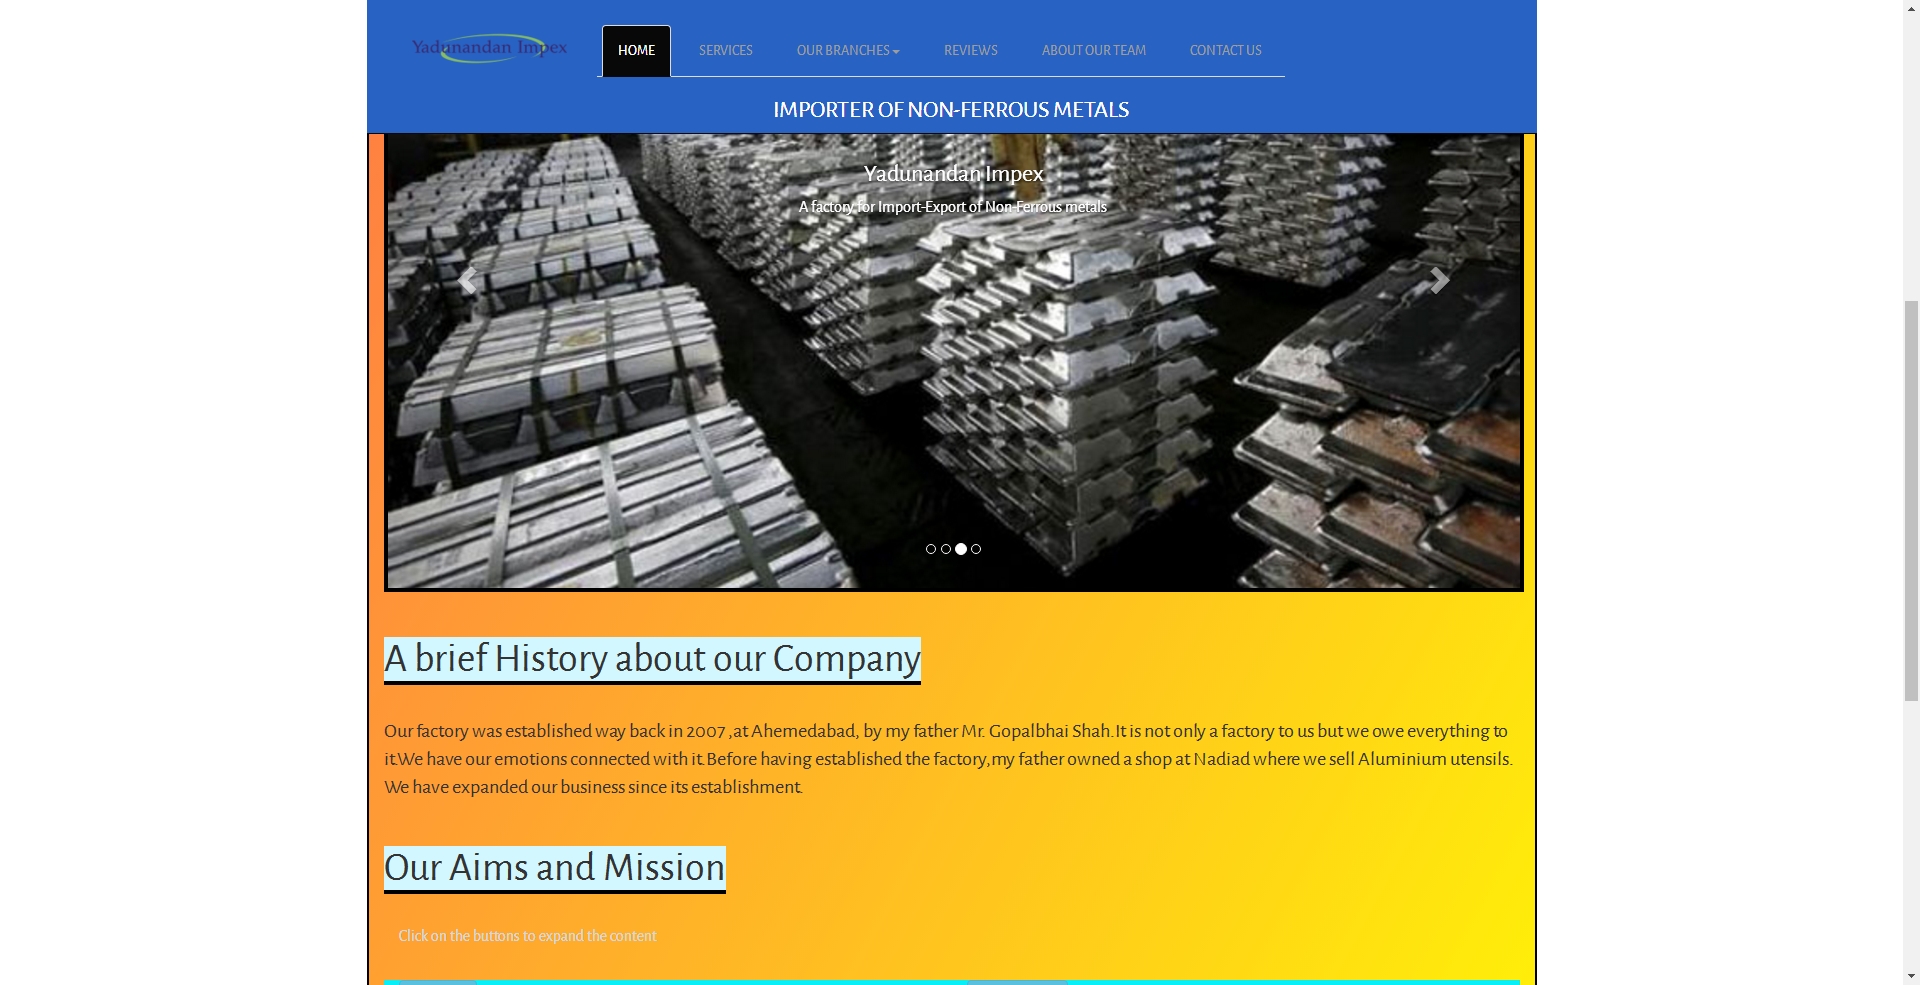 Yadunandan Impex
HOME SERVICES OUR BRANCHES REVIEWS ABOUT OUR TEAM CONTACT US
IMPORTER OF NON-FERROUS METALS
Yadunandan Impex
A factory for Import-Export of Non-Ferrous metals
A brief History about our Company
Our factory was established way back in 2007 ,at Ahemedabad, by my father Mr. Gopalbhai Shah.It is not only a factory to us but we owe everything to
it.We have our emotions connected with it.Before having established the factory,my father owned a shop at Nadiad where we sell Aluminium utensils.
We have expanded our business since its establishment.
Our Aims and Mission
Click on the buttons to expand the content